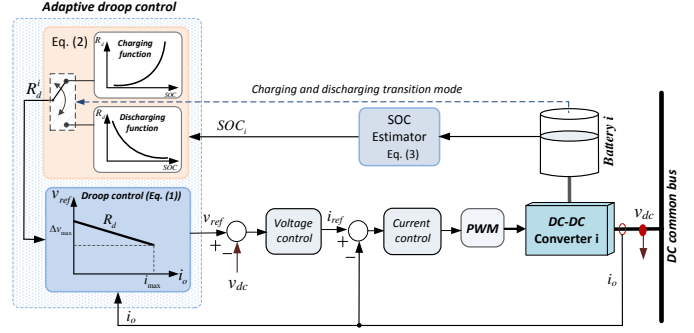 Adaptive droop control
Eq. (2)
R_d
Charging
function
SOC
R_d
Discharging
function
SOC
R_d^i
Charging and discharging transition mode
SOC_i
SOC
Estimator
Eq. (3)
Battery i
DC common bus
Droop control (Eq. (1))
v_ref
R_d
Δv_max
i_max
i_o
v_ref
+
−
v_dc
Voltage
control
i_ref
+
−
Current
control
PWM
DC-DC
Converter i
v_dc
i_o
i_o